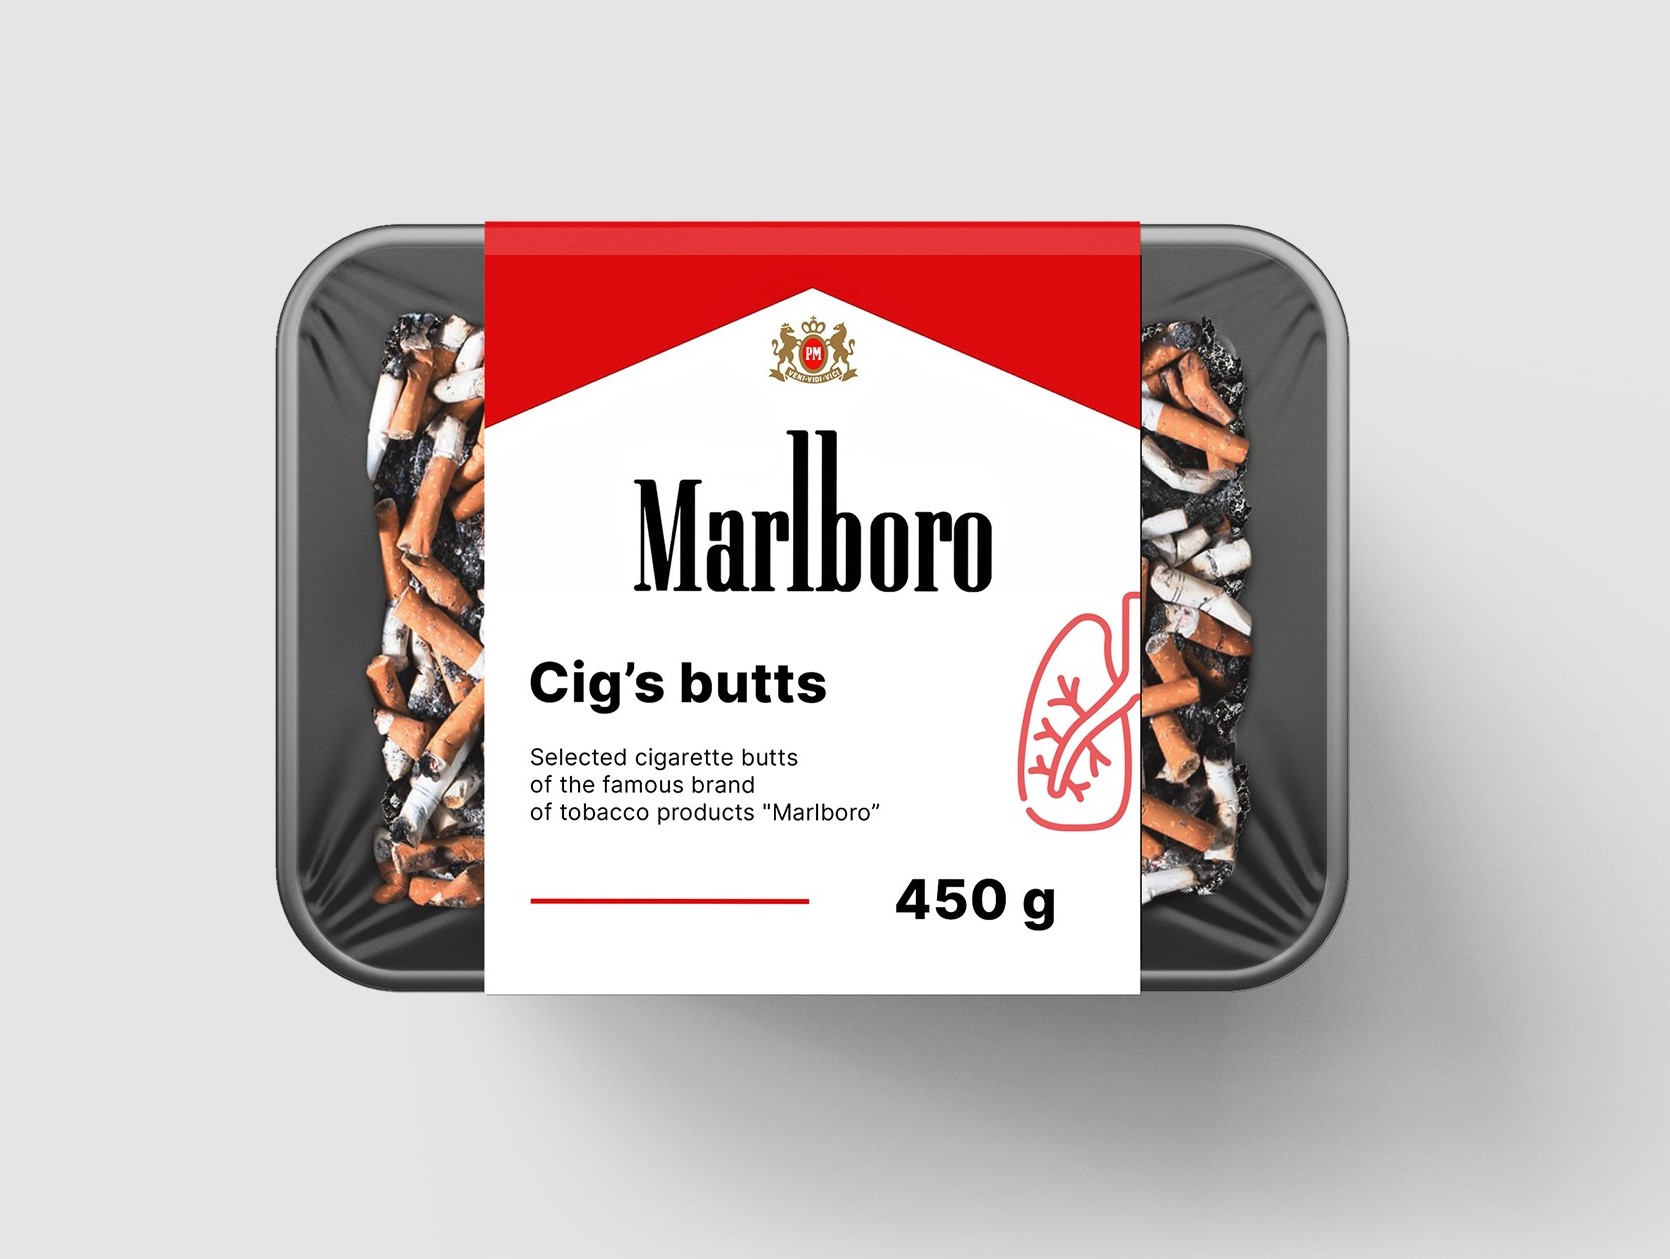 PM
VENI·VIDI·VICI
Marlboro
Cig’s butts
Selected cigarette butts
of the famous brand
of tobacco products "Marlboro”
450 g